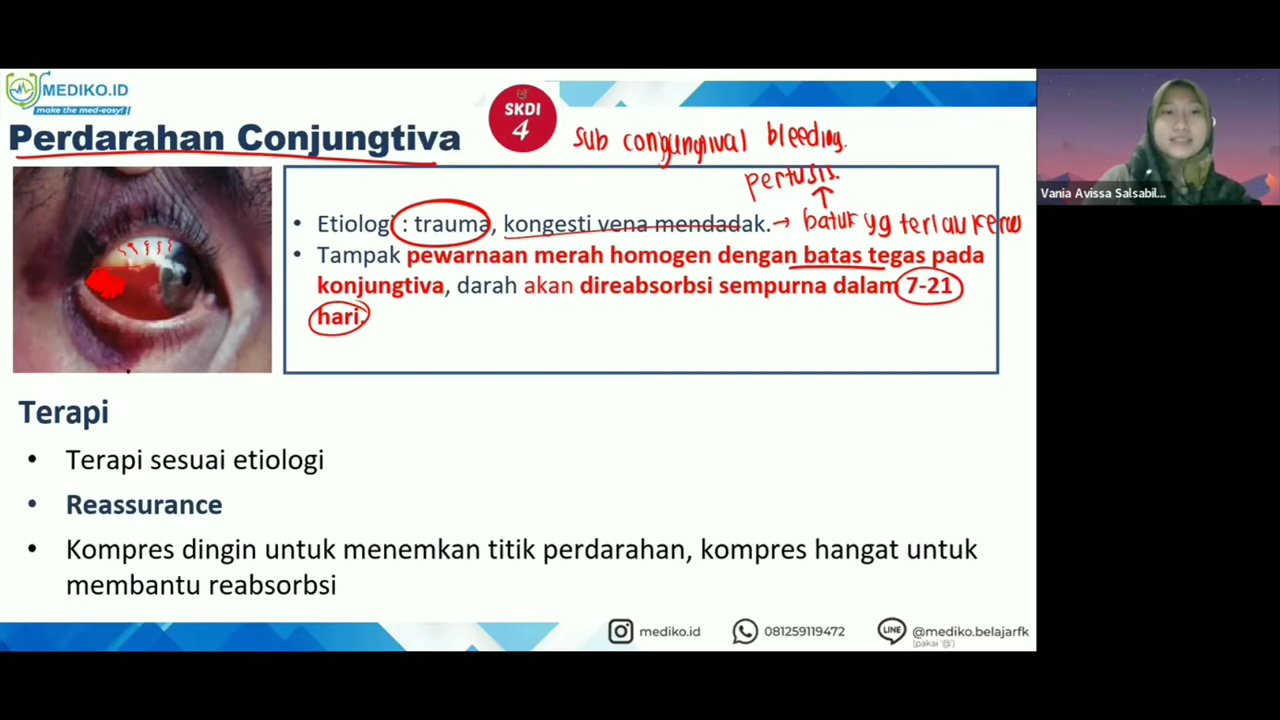 MEDIKO.ID
make the med-easy!
Perdarahan Conjungtiva
SKDI
4
sub conjungtival bleeding.
pertusis.
Vania Avissa Salsabil...
• Etiologi : trauma, kongesti vena mendadak. → batuk yg terlau keras
• Tampak pewarnaan merah homogen dengan batas tegas pada
konjungtiva, darah akan direabsorbsi sempurna dalam 7-21
hari.
Terapi
• Terapi sesuai etiologi
• Reassurance
• Kompres dingin untuk menemkan titik perdarahan, kompres hangat untuk
membantu reabsorbsi
mediko.id
081259119472
LINE
@mediko.belajarfk
(pakai '@')